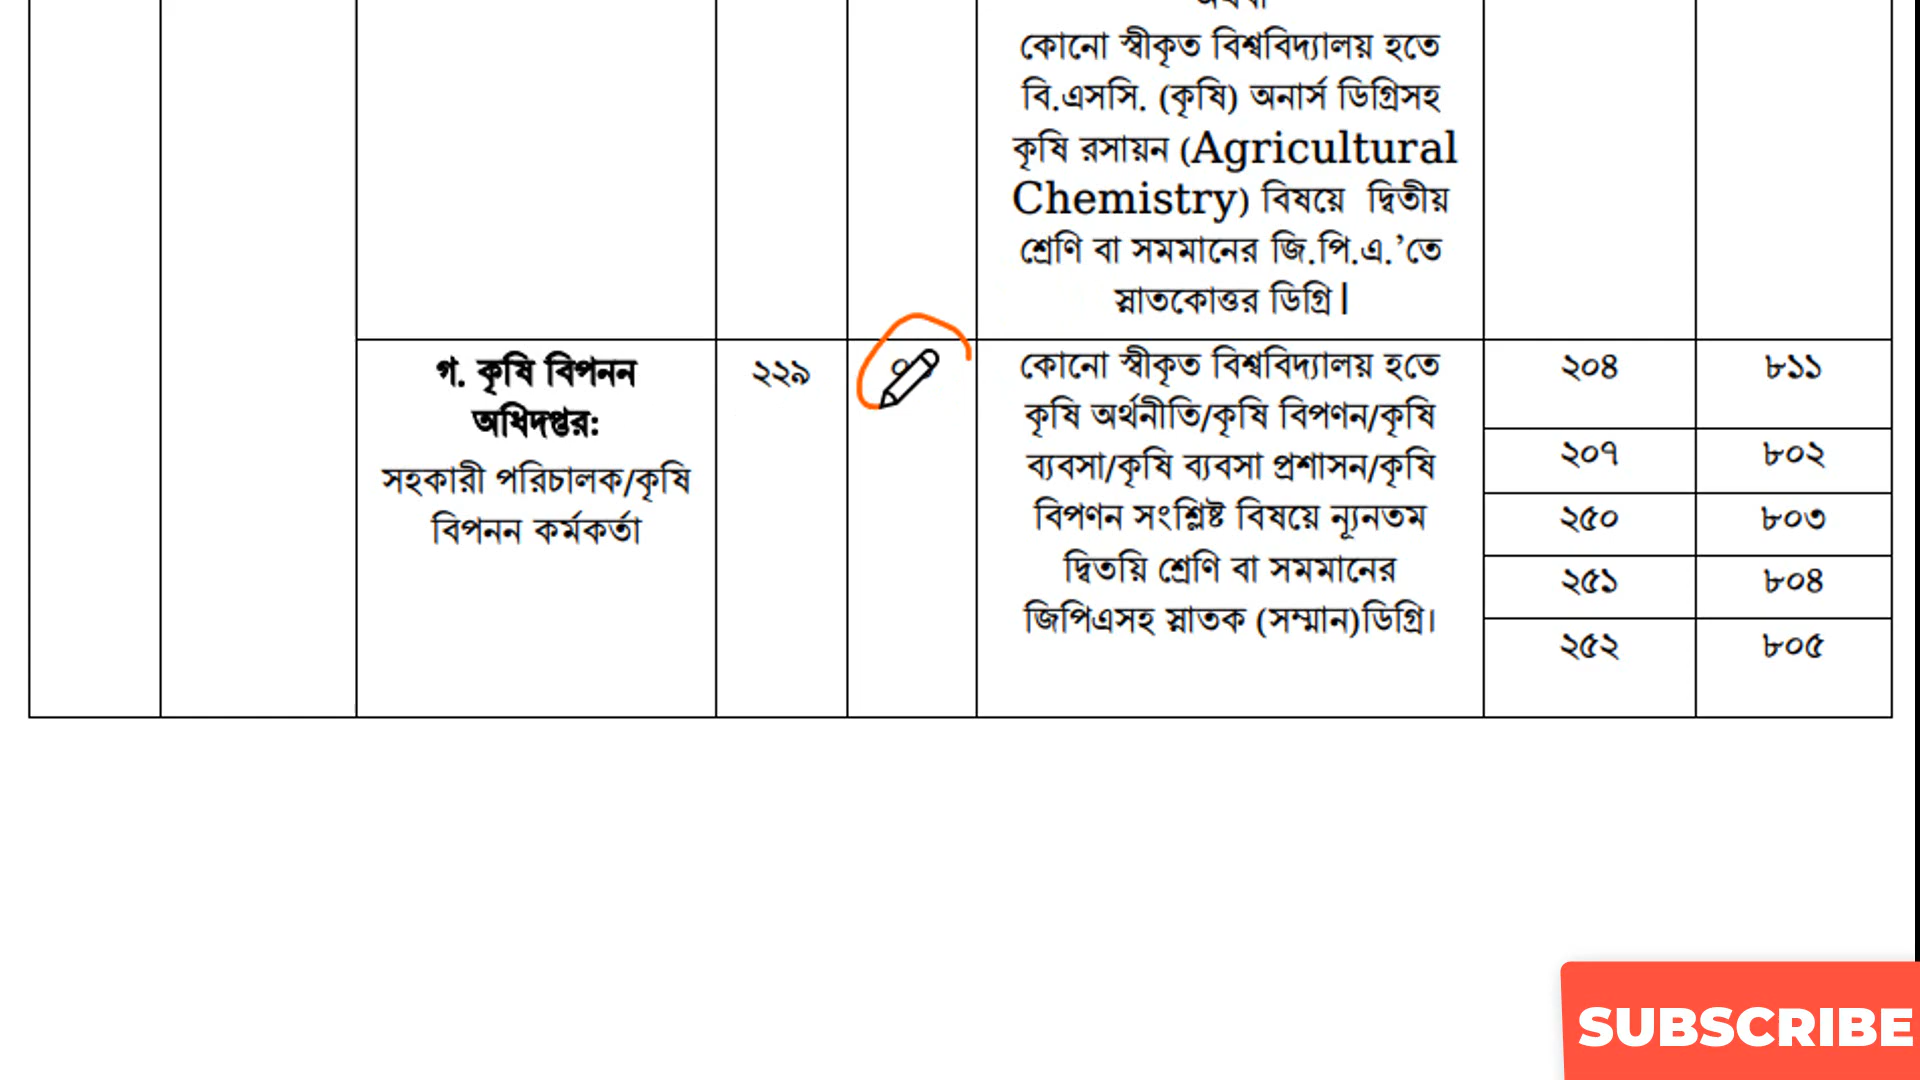 কোনো স্বীকৃত বিশ্ববিদ্যালয় হতে
বি.এসসি. (কৃষি) অনার্স ডিগ্রিসহ
কৃষি রসায়ন (Agricultural
Chemistry) বিষয়ে দ্বিতীয়
শ্রেণি বা সমমানের জি.পি.এ.’তে
স্নাতকোত্তর ডিগ্রি|
গ. কৃষি বিপনন
অধিদপ্তর:
সহকারী পরিচালক/কৃষি
বিপনন কর্মকর্তা
২২৯
কোনো স্বীকৃত বিশ্ববিদ্যালয় হতে
কৃষি অর্থনীতি/কৃষি বিপণন/কৃষি
ব্যবসা/কৃষি ব্যবসা প্রশাসন/কৃষি
বিপণন সংশ্লিষ্ট বিষয়ে ন্যূনতম
দ্বিতয়ি শ্রেণি বা সমমানের
জিপিএসহ স্নাতক (সম্মান)ডিগ্রি।
২০৪ ৮১১
২০৭ ৮০২
২৫০ ৮০৩
২৫১ ৮০৪
২৫২ ৮০৫
SUBSCRIBE